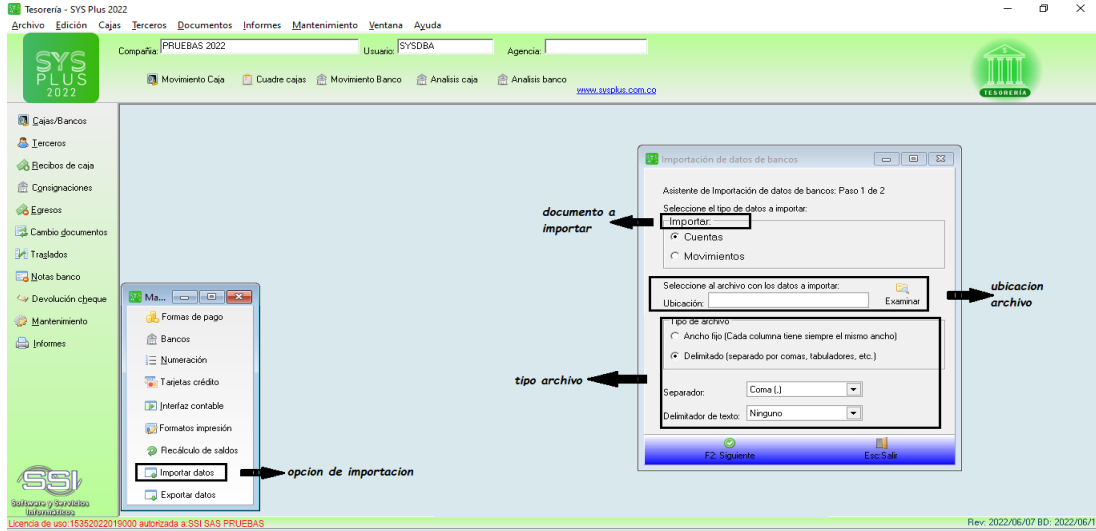 Tesorería - SYS Plus 2022
Archivo Edición Cajas Terceros Documentos Informes Mantenimiento Ventana Ayuda
SYS
PLUS
2022
Compañia: PRUEBAS 2022 Usuario: SYSDBA Agencia:
Movimiento Caja Cuadre cajas Movimiento Banco Analisis caja Analisis banco
www.sysplus.com.co
TESORERIA
Cajas/Bancos
Terceros
Recibos de caja
Consignaciones
Egresos
Cambio documentos
Traslados
Notas banco
Devolución cheque
Mantenimiento
Informes
SSI
Software y Servicios
Informáticos
Ma...
Formas de pago
Bancos
Numeración
Tarjetas crédito
Interfaz contable
Formatos impresión
Recálculo de saldos
Importar datos
Exportar datos
opcion de importacion
documento a
importar
tipo archivo
Importación de datos de bancos
Asistente de Importación de datos de bancos: Paso 1 de 2
Seleccione el tipo de datos a importar:
Importar:
Cuentas
Movimientos
Seleccione al archivo con los datos a importar:
Ubicación: Examinar
Tipo de archivo
Ancho fijo (Cada columna tiene siempre el mismo ancho)
Delimitado (separado por comas, tabuladores, etc.)
Separador: Coma (,)
Delimitador de texto: Ninguno
F2: Siguiente Esc:Salir
ubicacion
archivo
Licencia de uso:15352022019000 autorizada a:SSI SAS PRUEBAS Rev: 2022/06/07 BD: 2022/06/1